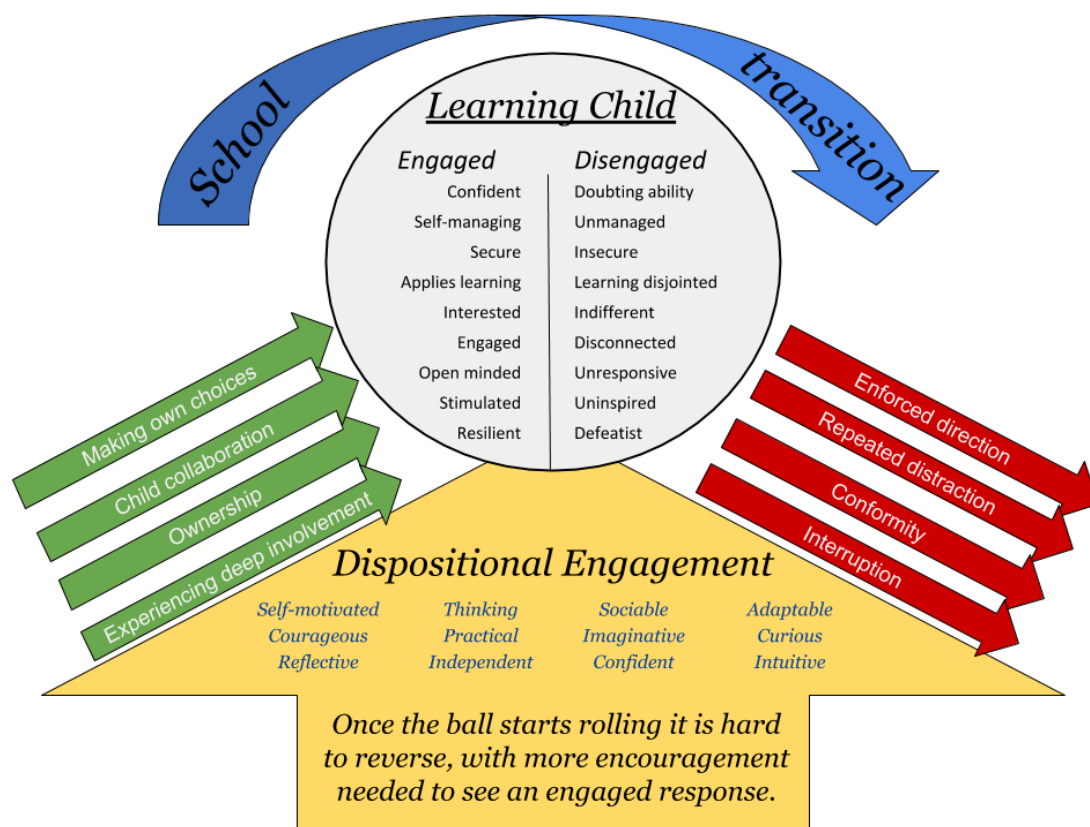 School
transition
Learning Child
Engaged
Disengaged
Confident
Doubting ability
Self-managing
Unmanaged
Secure
Insecure
Applies learning
Learning disjointed
Interested
Indifferent
Engaged
Disconnected
Open minded
Unresponsive
Stimulated
Uninspired
Resilient
Defeatist
Making own choices
Child collaboration
Ownership
Experiencing deep involvement
Enforced direction
Repeated distraction
Conformity
Interruption
Dispositional Engagement
Self-motivated
Thinking
Sociable
Adaptable
Courageous
Practical
Imaginative
Curious
Reflective
Independent
Confident
Intuitive
Once the ball starts rolling it is hard
to reverse, with more encouragement
needed to see an engaged response.